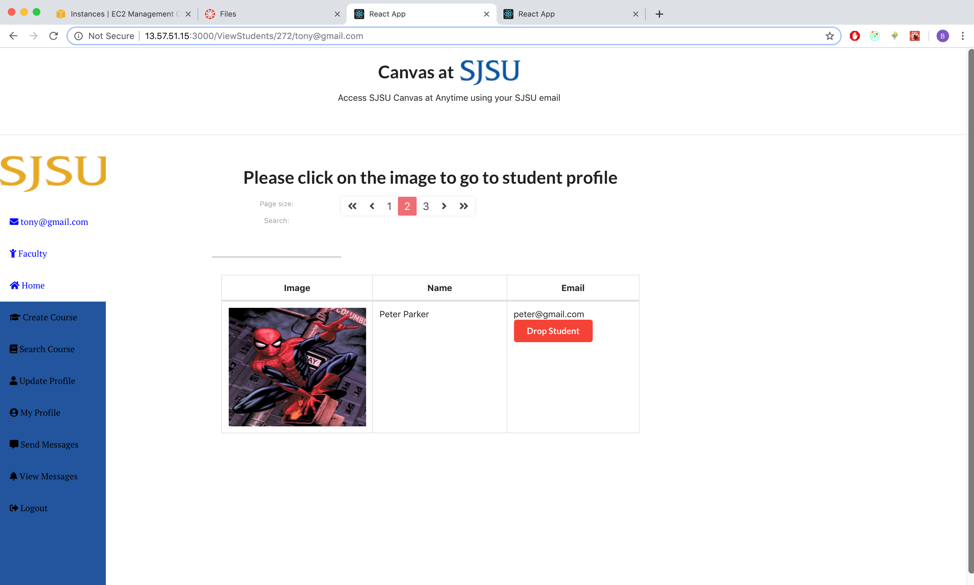 Instances | EC2 Management
Files
React App
React App
Not Secure
13.57.51.15:3000/ViewStudents/272/tony@gmail.com
B
Canvas at SJSU
Access SJSU Canvas at Anytime using your SJSU email
SJSU
tony@gmail.com
Faculty
Home
Create Course
Search Course
Update Profile
My Profile
Send Messages
View Messages
Logout
Please click on the image to go to student profile
Page size:
« ‹ 1 2 3 › »
Search:
Image Name Email
Peter Parker peter@gmail.com
Drop Student